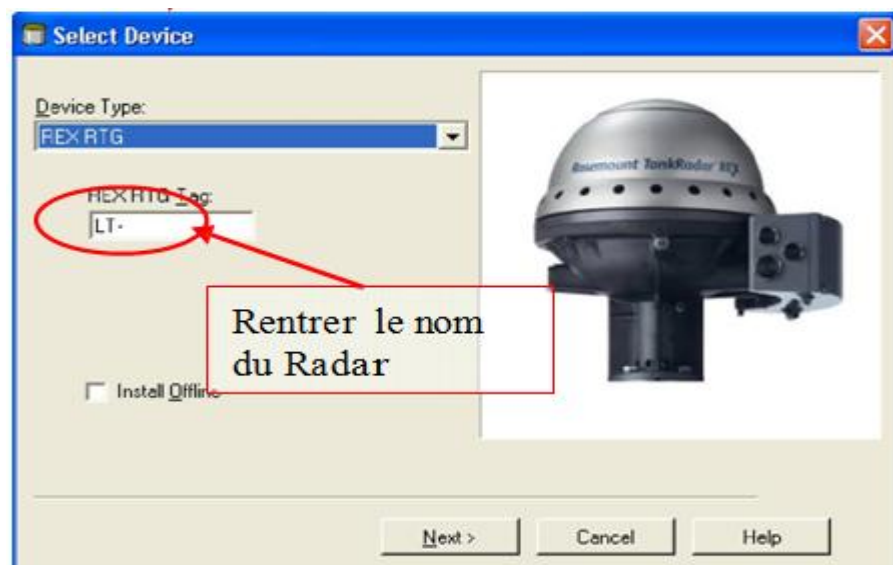 Select Device
Device Type:
REX RTG
REX RTG Tag:
LT-
Rentrer le nom
du Radar
Install Offline
Rosemount TankRadar REX
Next >
Cancel
Help